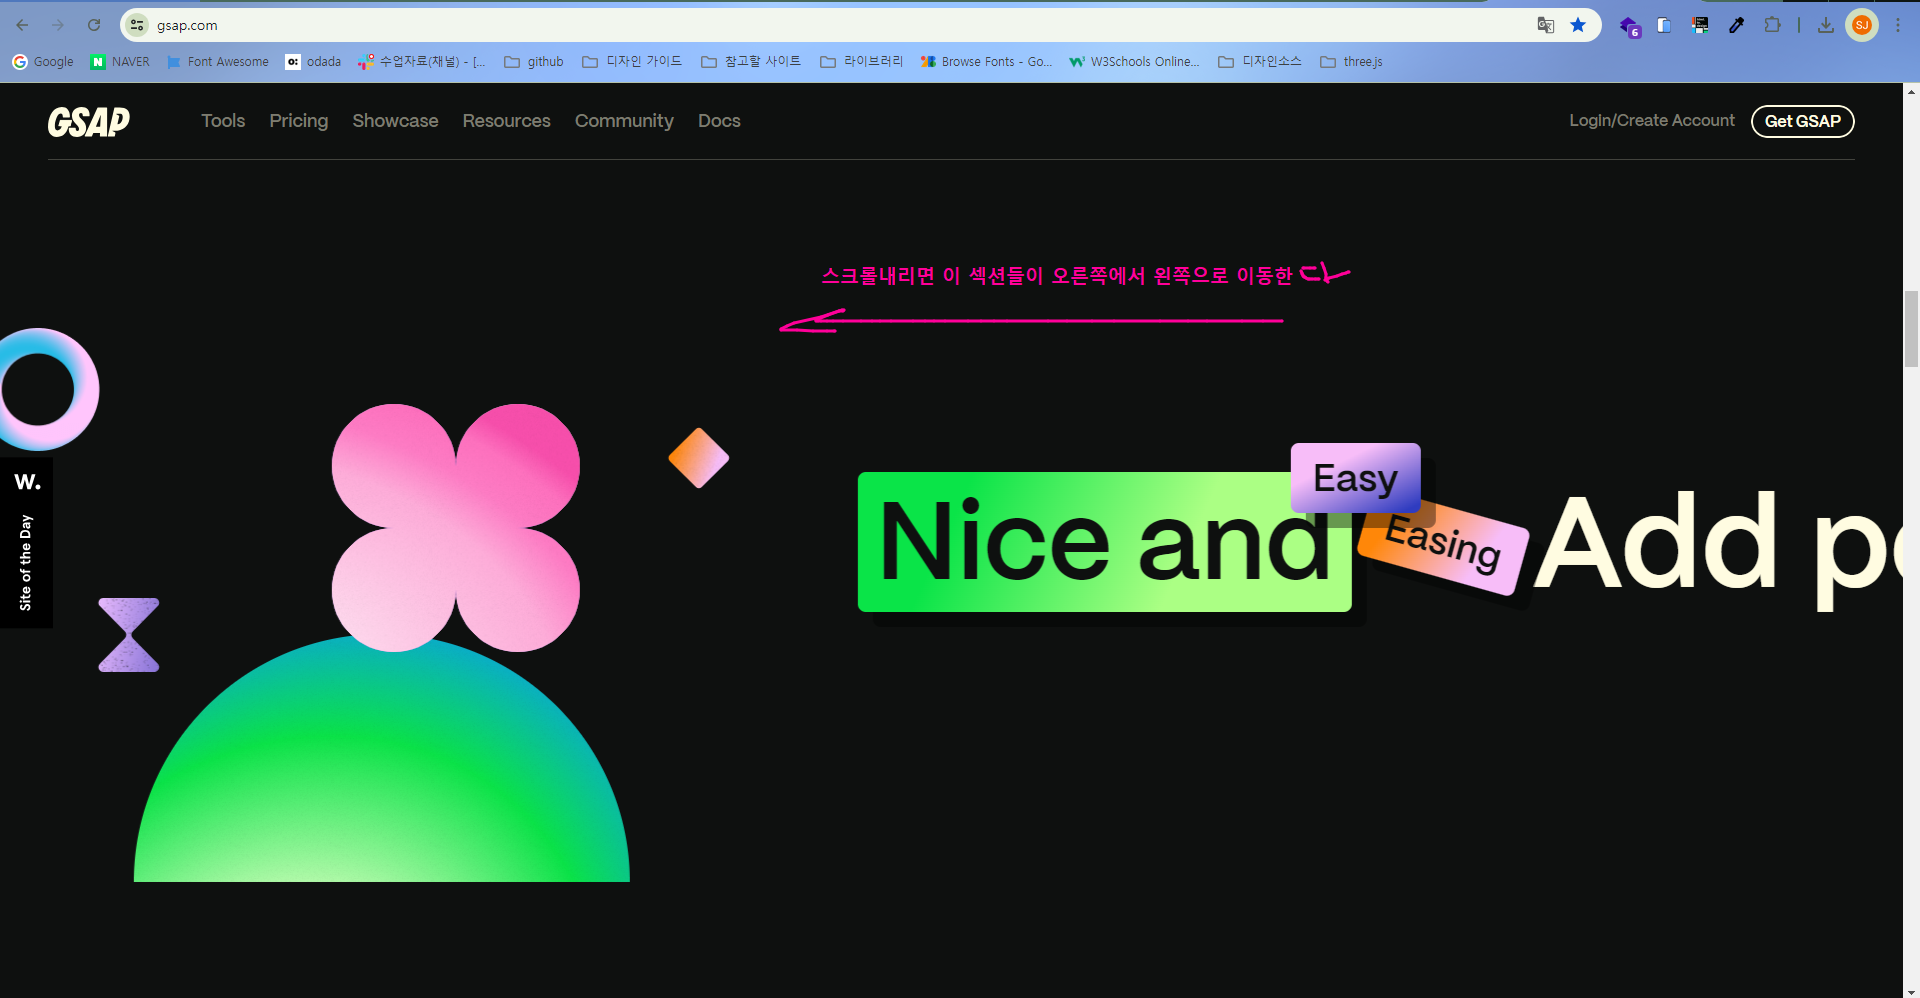 gsap.com
6
SJ
Google
NAVER
Font Awesome
odada
수업자료(채널) - [...
github
디자인 가이드
참고할 사이트
라이브러리
Browse Fonts - Go...
W3Schools Online...
디자인소스
three.js
GSAP
Tools
Pricing
Showcase
Resources
Community
Docs
Login/Create Account
Get GSAP
스크롤내리면 이 섹션들이 오른쪽에서 왼쪽으로 이동한 다
W.
Site of the Day
Nice and
Easy
Easing
Add p